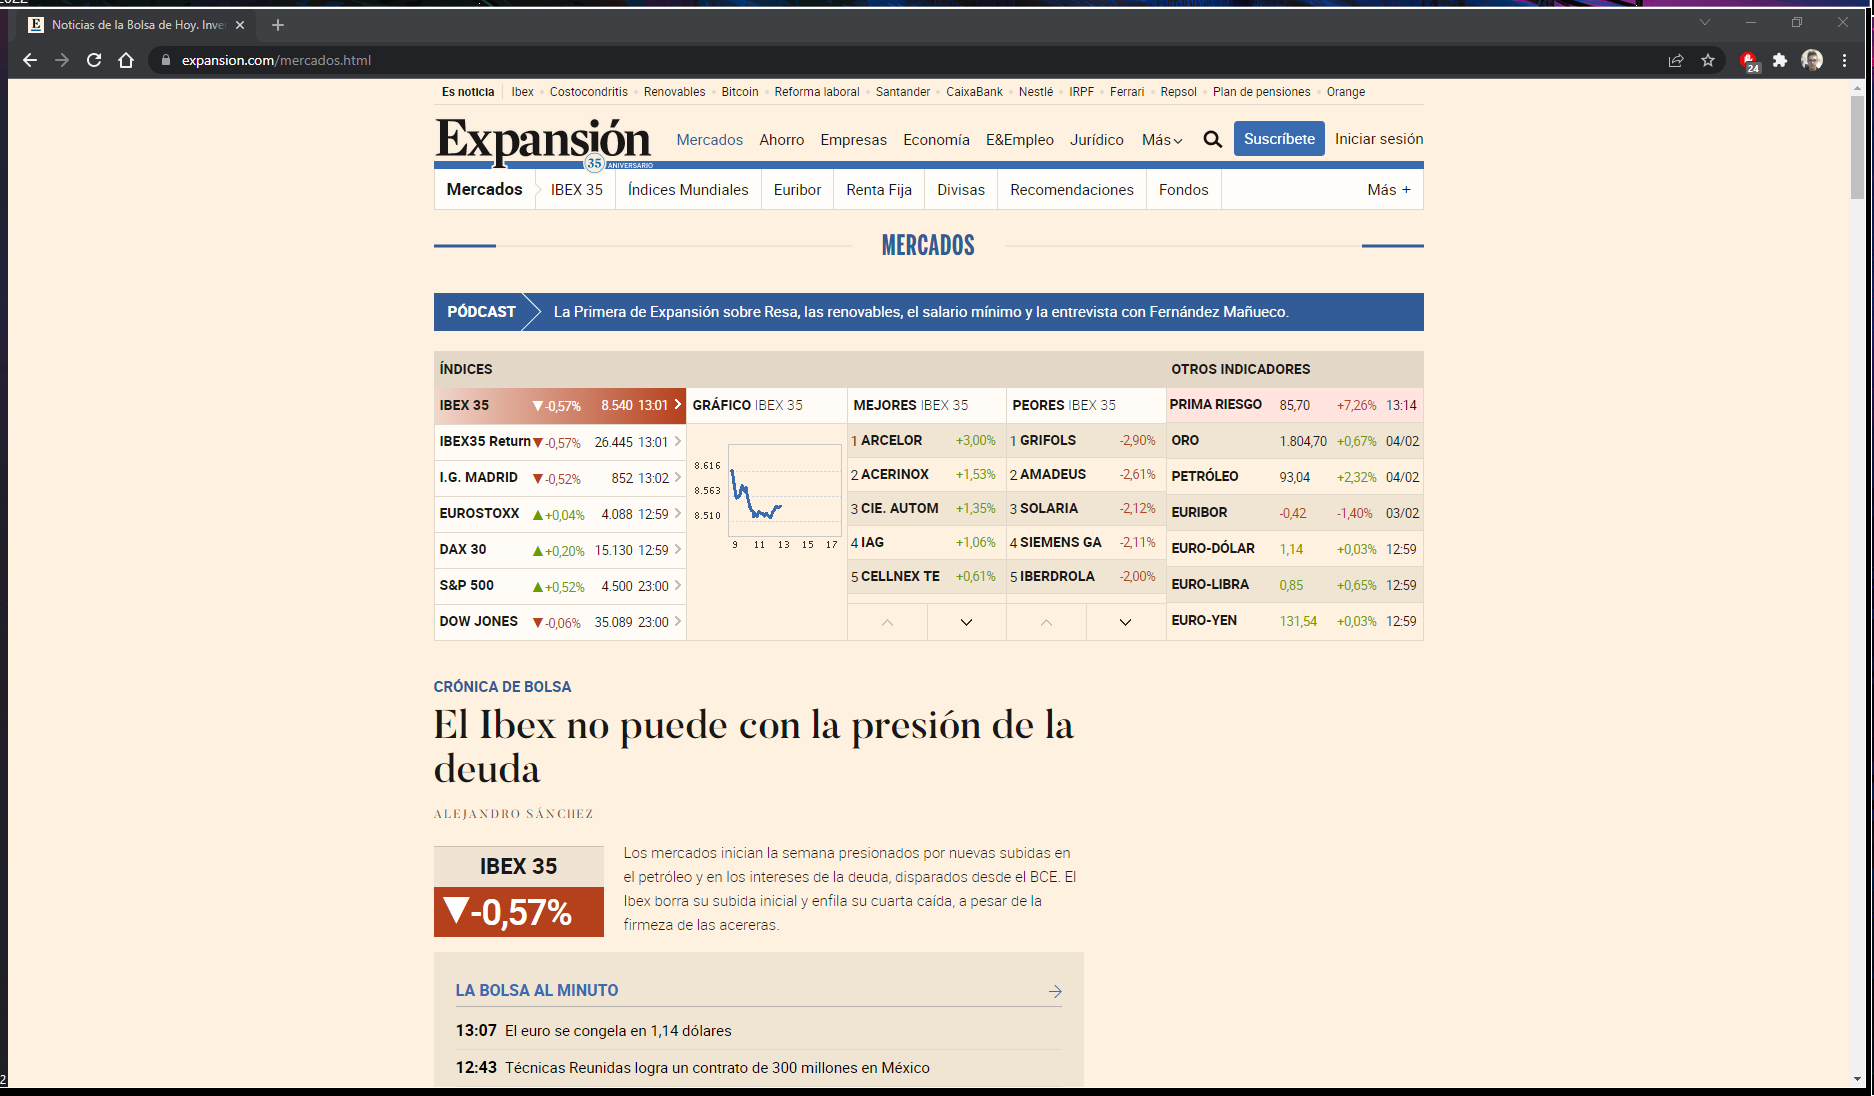 2022
Noticias de la Bolsa de Hoy. Inve
expansion.com/mercados.html
24
Es noticia Ibex Costocondritis Renovables Bitcoin Reforma laboral Santander CaixaBank Nestlé IRPF Ferrari Repsol Plan de pensiones Orange
Expansión
35 ANIVERSARIO
Mercados Ahorro Empresas Economía E&Empleo Jurídico Más Suscríbete Iniciar sesión
Mercados IBEX 35 Índices Mundiales Euribor Renta Fija Divisas Recomendaciones Fondos Más +
MERCADOS
PÓDCAST La Primera de Expansión sobre Resa, las renovables, el salario mínimo y la entrevista con Fernández Mañueco.
ÍNDICES
IBEX 35 ▼-0,57% 8.540 13:01
IBEX35 Return ▼-0,57% 26.445 13:01
I.G. MADRID ▼-0,52% 852 13:02
EUROSTOXX ▲+0,04% 4.088 12:59
DAX 30 ▲+0,20% 15.130 12:59
S&P 500 ▲+0,52% 4.500 23:00
DOW JONES ▼-0,06% 35.089 23:00
GRÁFICO IBEX 35
8.616
8.563
8.510
9 11 13 15 17
MEJORES IBEX 35
1 ARCELOR +3,00%
2 ACERINOX +1,53%
3 CIE. AUTOM +1,35%
4 IAG +1,06%
5 CELLNEX TE +0,61%
PEORES IBEX 35
1 GRIFOLS -2,90%
2 AMADEUS -2,61%
3 SOLARIA -2,12%
4 SIEMENS GA -2,11%
5 IBERDROLA -2,00%
OTROS INDICADORES
PRIMA RIESGO 85,70 +7,26% 13:14
ORO 1.804,70 +0,67% 04/02
PETRÓLEO 93,04 +2,32% 04/02
EURIBOR -0,42 -1,40% 03/02
EURO-DÓLAR 1,14 +0,03% 12:59
EURO-LIBRA 0,85 +0,65% 12:59
EURO-YEN 131,54 +0,03% 12:59
CRÓNICA DE BOLSA
El Ibex no puede con la presión de la
deuda
ALEJANDRO SÁNCHEZ
IBEX 35
▼-0,57%
Los mercados inician la semana presionados por nuevas subidas en
el petróleo y en los intereses de la deuda, disparados desde el BCE. El
Ibex borra su subida inicial y enfila su cuarta caída, a pesar de la
firmeza de las acereras.
LA BOLSA AL MINUTO
13:07 El euro se congela en 1,14 dólares
12:43 Técnicas Reunidas logra un contrato de 300 millones en México
2